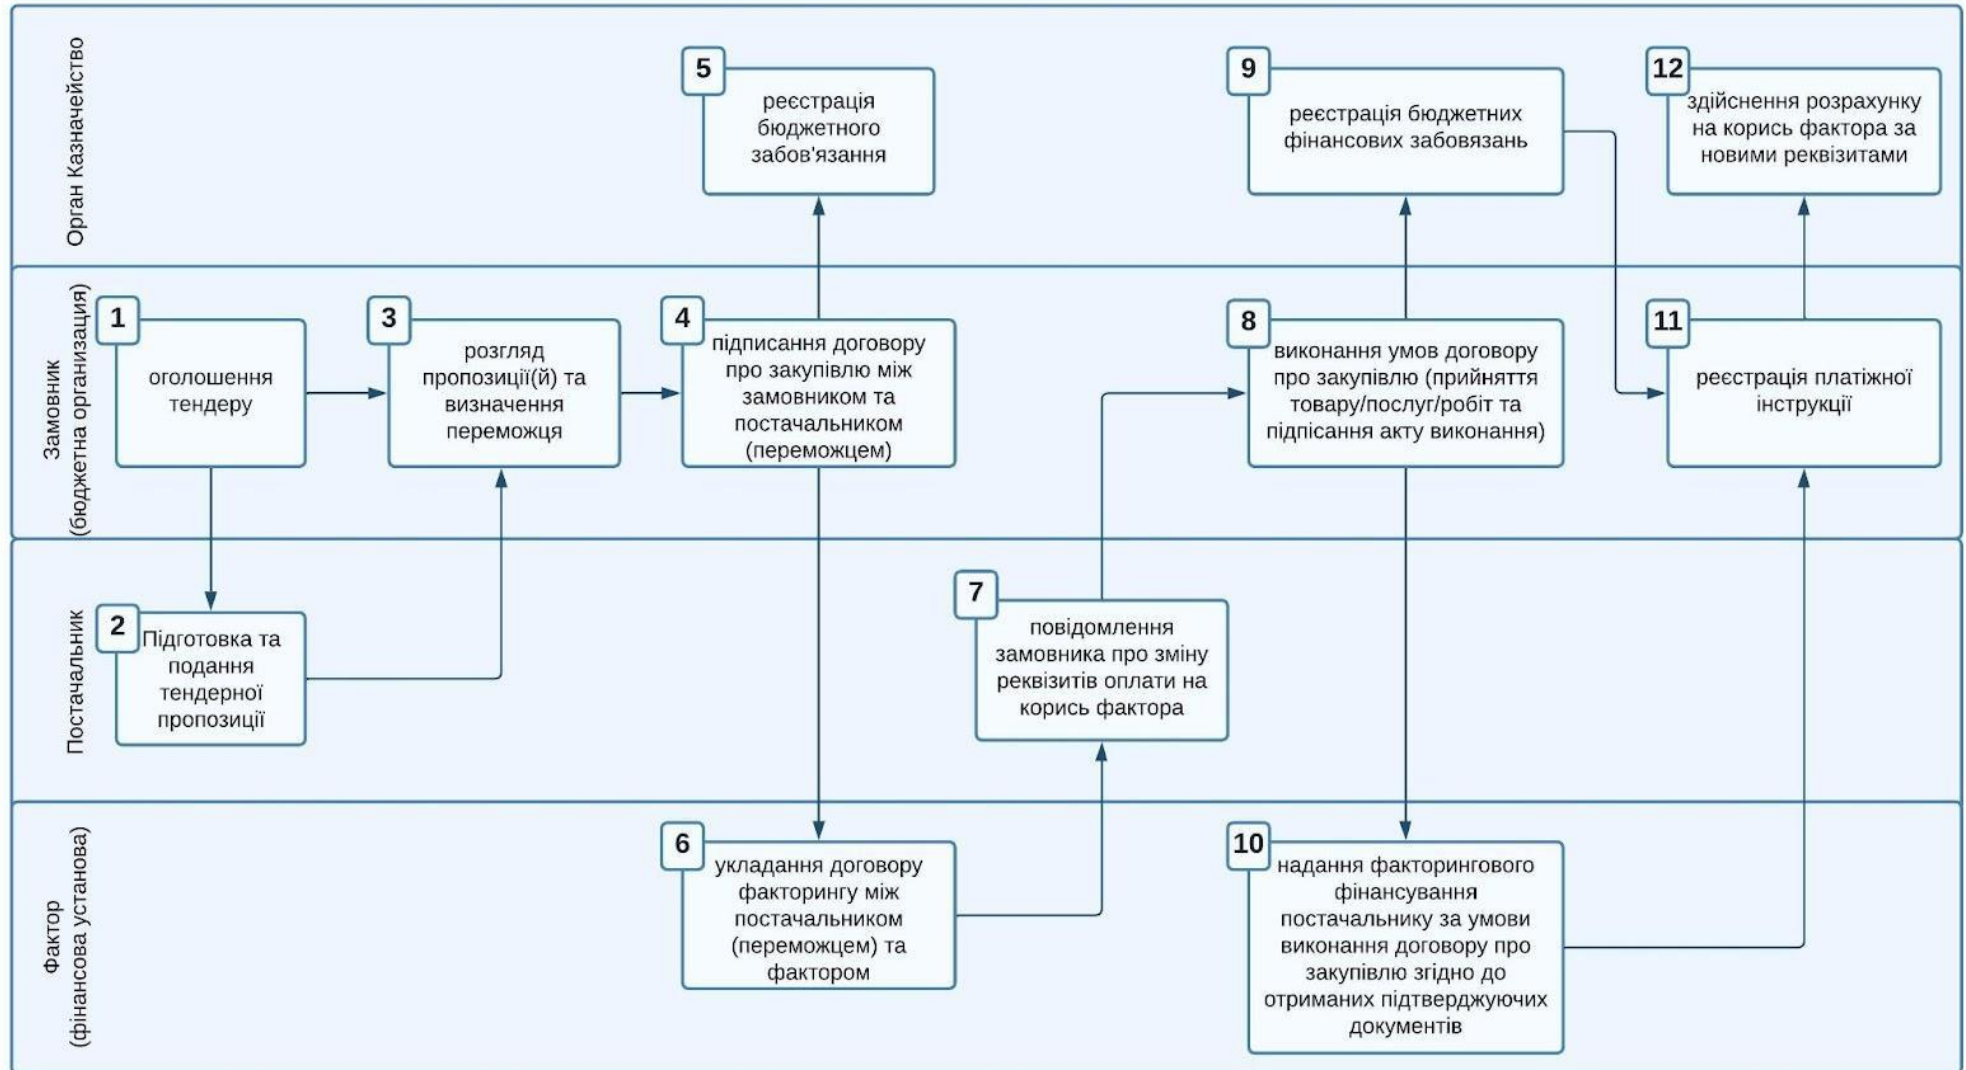 Орган Казначейство
5
реєстрація
бюджетного
забов'язання
9
реєстрація бюджетних
фінансових забовязань
12
здійснення розрахунку
на корись фактора за
новими реквізитами
Замовник
(бюджетна организация)
1
оголошення
тендеру
3
розгляд
пропозиції(й) та
визначення
переможця
4
підписання договору
про закупівлю між
замовником та
постачальником
(переможцем)
8
виконання умов договору
про закупівлю (прийняття
товару/послуг/робіт та
підпісання акту виконання)
11
реєстрація платіжної
інструкції
Постачальник
2
Підготовка та
подання
тендерної
пропозиції
7
повідомлення
замовника про зміну
реквізитів оплати на
корись фактора
Фактор
(фінансова установа)
6
укладання договору
факторингу між
постачальником
(переможцем) та
фактором
10
надання факторингового
фінансування
постачальнику за умови
виконання договору про
закупівлю згідно до
отриманих підтверджуючих
документів